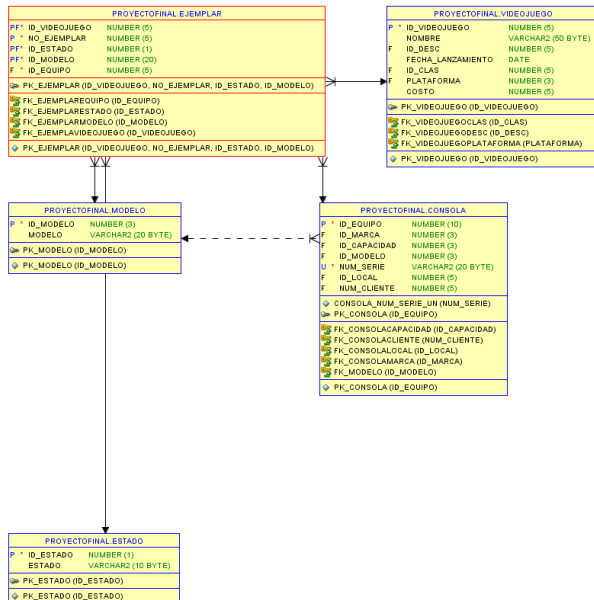 PROYECTOFINAL.EJEMPLAR
PF* ID_VIDEOJUEGO NUMBER (5)
P * NO_EJEMPLAR NUMBER (5)
PF* ID_ESTADO NUMBER (1)
PF* ID_MODELO NUMBER (20)
F * ID_EQUIPO NUMBER (5)
PK_EJEMPLAR (ID_VIDEOJUEGO, NO_EJEMPLAR, ID_ESTADO, ID_MODELO)
FK_EJEMPLAREQUIPO (ID_EQUIPO)
FK_EJEMPLARESTADO (ID_ESTADO)
FK_EJEMPLARMODELO (ID_MODELO)
FK_EJEMPLAVIDEOJUEGO (ID_VIDEOJUEGO)
PK_EJEMPLAR (ID_VIDEOJUEGO, NO_EJEMPLAR, ID_ESTADO, ID_MODELO)
PROYECTOFINAL.VIDEOJUEGO
P * ID_VIDEOJUEGO NUMBER (5)
NOMBRE VARCHAR2 (50 BYTE)
F ID_DESC NUMBER (5)
FECHA_LANZAMIENTO DATE
F ID_CLAS NUMBER (5)
F PLATAFORMA NUMBER (3)
COSTO NUMBER (5)
PK_VIDEOJUEGO (ID_VIDEOJUEGO)
FK_VIDEOJUEGOCLAS (ID_CLAS)
FK_VIDEOJUEGODESC (ID_DESC)
FK_VIDEOJUEGOPLATAFORMA (PLATAFORMA)
PK_VIDEOJUEGO (ID_VIDEOJUEGO)
PROYECTOFINAL.MODELO
P * ID_MODELO NUMBER (3)
MODELO VARCHAR2 (20 BYTE)
PK_MODELO (ID_MODELO)
PK_MODELO (ID_MODELO)
PROYECTOFINAL.CONSOLA
P * ID_EQUIPO NUMBER (10)
F ID_MARCA NUMBER (3)
F ID_CAPACIDAD NUMBER (3)
F ID_MODELO NUMBER (3)
U * NUM_SERIE VARCHAR2 (20 BYTE)
F ID_LOCAL NUMBER (5)
F NUM_CLIENTE NUMBER (5)
CONSOLA_NUM_SERIE_UN (NUM_SERIE)
PK_CONSOLA (ID_EQUIPO)
FK_CONSOLACAPACIDAD (ID_CAPACIDAD)
FK_CONSOLACLIENTE (NUM_CLIENTE)
FK_CONSOLALOCAL (ID_LOCAL)
FK_CONSOLAMARCA (ID_MARCA)
FK_MODELO (ID_MODELO)
PK_CONSOLA (ID_EQUIPO)
PROYECTOFINAL.ESTADO
P * ID_ESTADO NUMBER (1)
ESTADO VARCHAR2 (10 BYTE)
PK_ESTADO (ID_ESTADO)
PK_ESTADO (ID_ESTADO)